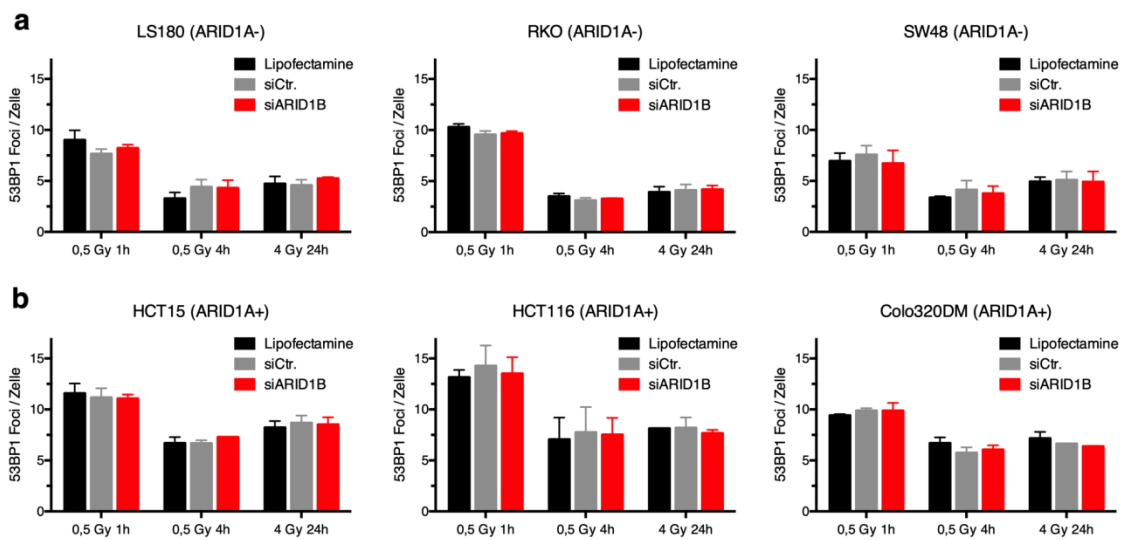 a
LS180 (ARID1A-)
15
10
5
0
53BP1 Foci / Zelle
Lipofectamine
siCtr.
siARID1B
0,5 Gy 1h
0,5 Gy 4h
4 Gy 24h
RKO (ARID1A-)
15
10
5
0
53BP1 Foci / Zelle
Lipofectamine
siCtr.
siARID1B
0,5 Gy 1h
0,5 Gy 4h
4 Gy 24h
SW48 (ARID1A-)
15
10
5
0
53BP1 Foci / Zelle
Lipofectamine
siCtr.
siARID1B
0,5 Gy 1h
0,5 Gy 4h
4 Gy 24h
b
HCT15 (ARID1A+)
15
10
5
0
53BP1 Foci / Zelle
Lipofectamine
siCtr.
siARID1B
0,5 Gy 1h
0,5 Gy 4h
4 Gy 24h
HCT116 (ARID1A+)
15
10
5
0
53BP1 Foci / Zelle
Lipofectamine
siCtr.
siARID1B
0,5 Gy 1h
0,5 Gy 4h
4 Gy 24h
Colo320DM (ARID1A+)
15
10
5
0
53BP1 Foci / Zelle
Lipofectamine
siCtr.
siARID1B
0,5 Gy 1h
0,5 Gy 4h
4 Gy 24h